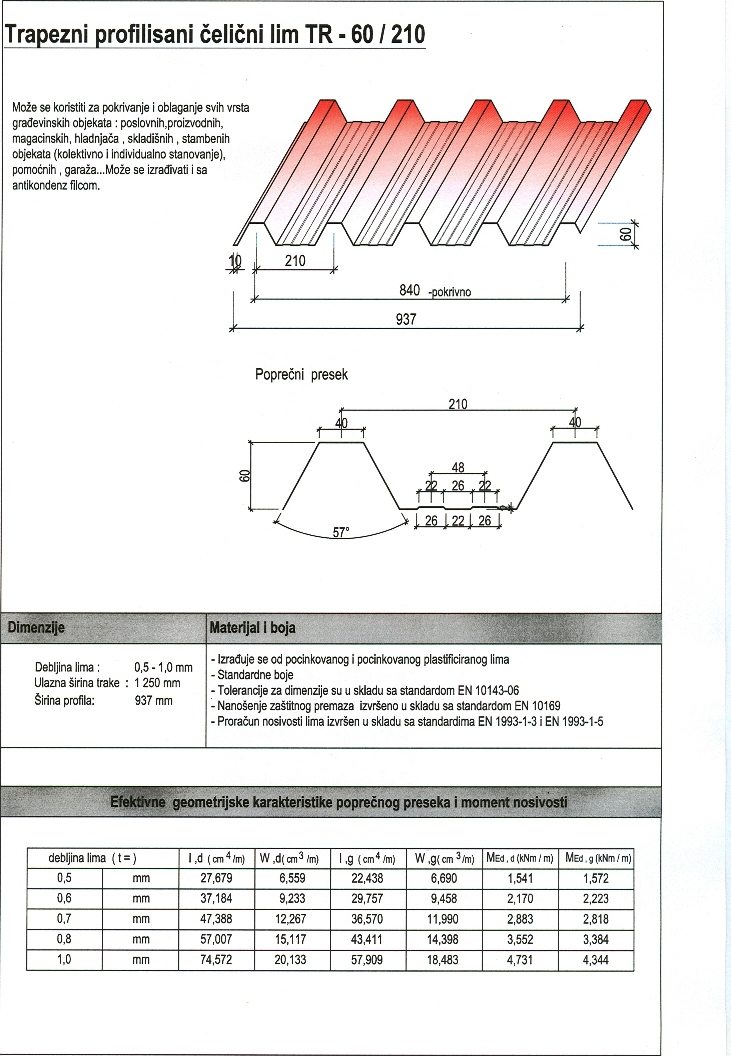 Trapezni profilisani čelični lim TR - 60 / 210
Može se koristiti za pokrivanje i oblaganje svih vrsta
građevinskih objekata : poslovnih,proizvodnih,
magacinskih, hladnjača , skladišnih , stambenih
objekata (kolektivno i individualno stanovanje),
pomoćnih , garaža...Može se izrađivati i sa
antikondenz filcom.
60
10 210
840 -pokrivno
937
Poprečni presek
210
40 40
60
48
22 26 22
26 22 26
57°
Dimenzije Materijal i boja
Debljina lima : 0,5 - 1,0 mm
Ulazna širina trake : 1 250 mm
Širina profila: 937 mm
- Izrađuje se od pocinkovanog i pocinkovanog plastificiranog lima
- Standardne boje
- Tolerancije za dimenzije su u skladu sa standardom EN 10143-06
- Nanošenje zaštitnog premaza izvršeno u skladu sa standardom EN 10169
- Proračun nosivosti lima izvršen u skladu sa standardima EN 1993-1-3 i EN 1993-1-5
Efektivne geometrijske karakteristike poprečnog preseka i moment nosivosti
debljina lima ( t = ) I ,d ( cm 4 /m) W ,d( cm 3 /m) I ,g ( cm 4 /m) W ,g( cm 3 /m) MEd , d (kNm / m) MEd , g (kNm / m)
0,5 mm 27,679 6,559 22,438 6,690 1,541 1,572
0,6 mm 37,184 9,233 29,757 9,458 2,170 2,223
0,7 mm 47,388 12,267 36,570 11,990 2,883 2,818
0,8 mm 57,007 15,117 43,411 14,398 3,552 3,384
1,0 mm 74,572 20,133 57,909 18,483 4,731 4,344